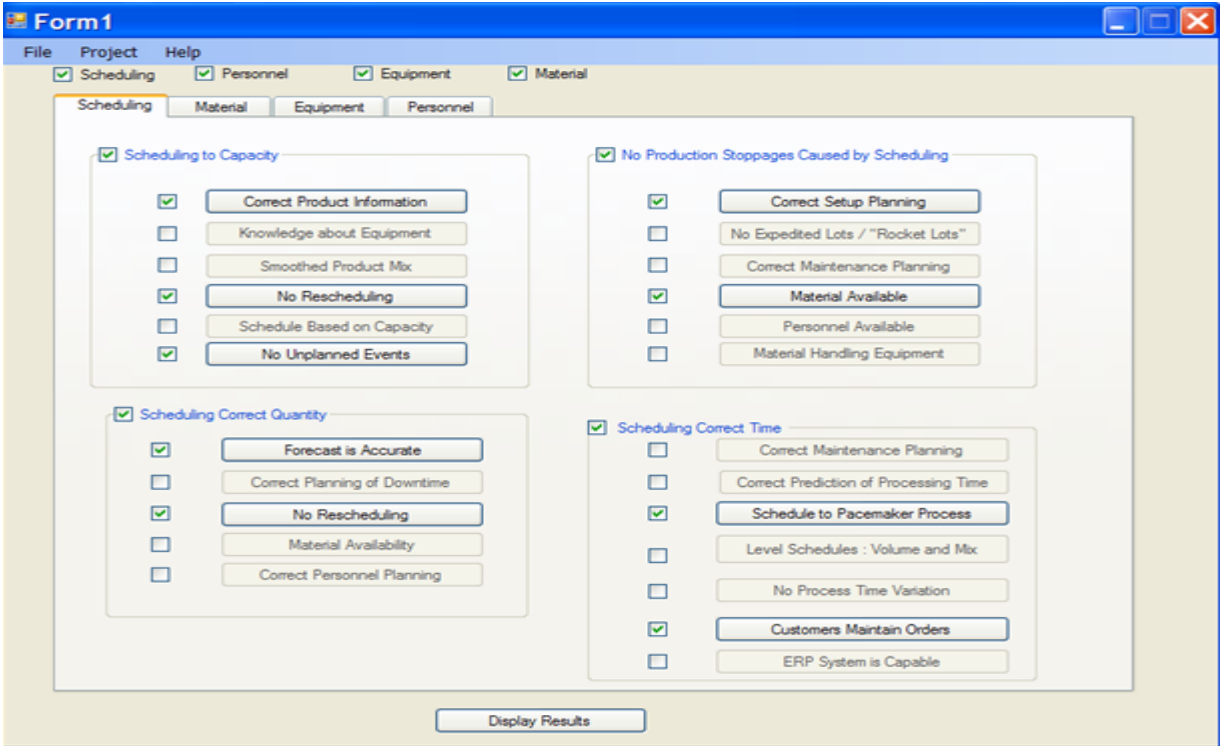 Form1
File Project Help
Scheduling Personnel Equipment Material
Scheduling Material Equipment Personnel
Scheduling to Capacity
Correct Product Information
Knowledge about Equipment
Smoothed Product Mix
No Rescheduling
Schedule Based on Capacity
No Unplanned Events
No Production Stoppages Caused by Scheduling
Correct Setup Planning
No Expedited Lots / "Rocket Lots"
Correct Maintenance Planning
Material Available
Personnel Available
Material Handling Equipment
Scheduling Correct Quantity
Forecast is Accurate
Correct Planning of Downtime
No Rescheduling
Material Availability
Correct Personnel Planning
Scheduling Correct Time
Correct Maintenance Planning
Correct Prediction of Processing Time
Schedule to Pacemaker Process
Level Schedules : Volume and Mix
No Process Time Variation
Customers Maintain Orders
ERP System is Capable
Display Results